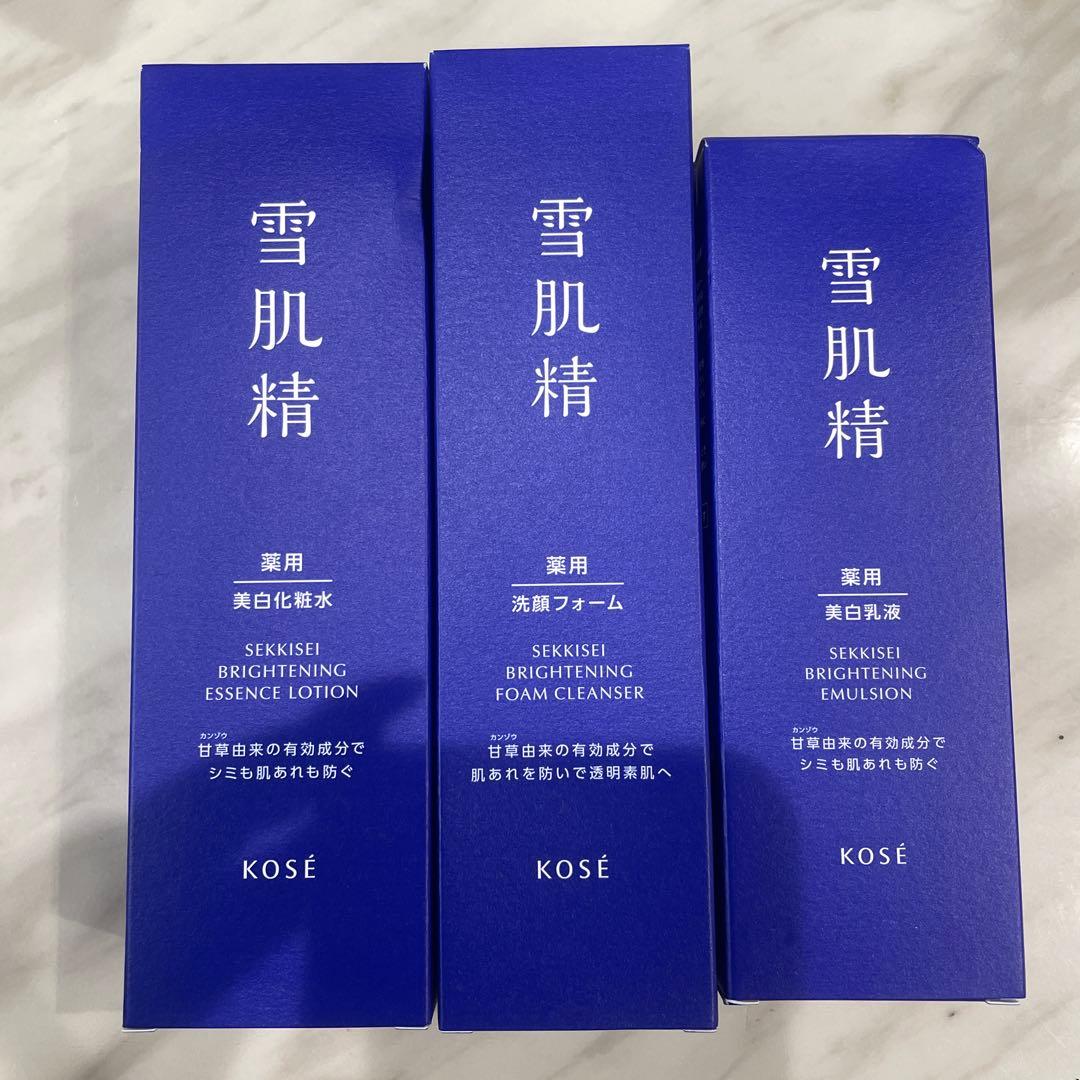 雪肌精
薬用
美白化粧水
SEKKISEI
BRIGHTENING
ESSENCE LOTION
カンゾウ
甘草由来の有効成分で
シミも肌あれも防ぐ
KOSÉ
雪肌精
薬用
洗顔フォーム
SEKKISEI
BRIGHTENING
FOAM CLEANSER
カンゾウ
甘草由来の有効成分で
肌あれを防いで透明素肌へ
KOSÉ
雪肌精
薬用
美白乳液
SEKKISEI
BRIGHTENING
EMULSION
カンゾウ
甘草由来の有効成分で
シミも肌あれも防ぐ
KOSÉ